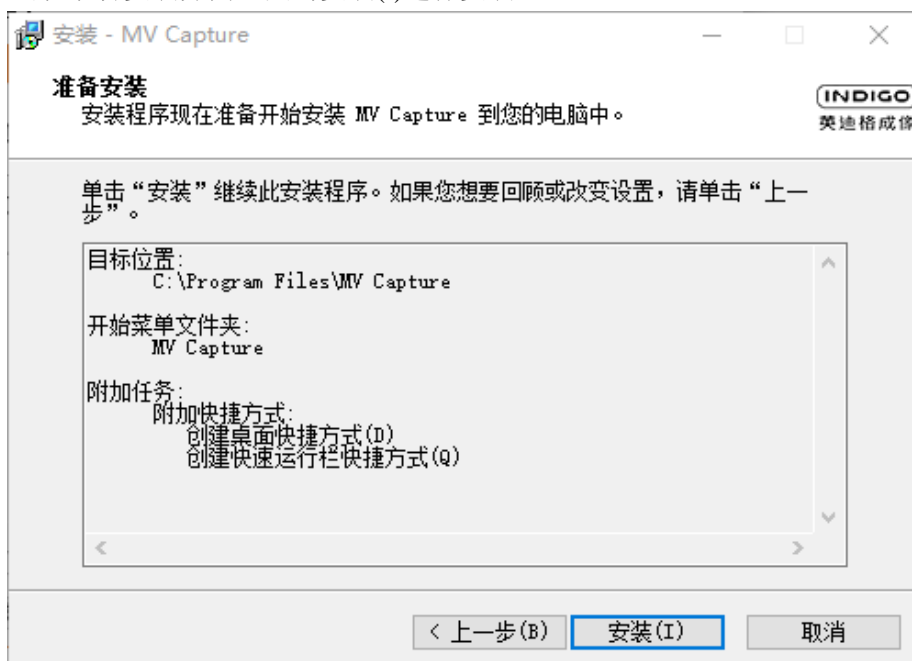 安装 - MV Capture
准备安装
安装程序现在准备开始安装 MV Capture 到您的电脑中。
INDIGO
英迪格成像
单击“安装”继续此安装程序。如果您想要回顾或改变设置，请单击“上一
步”。
目标位置:
C:\Program Files\MV Capture
开始菜单文件夹:
MV Capture
附加任务:
附加快捷方式:
创建桌面快捷方式(D)
创建快速运行栏快捷方式(Q)
< 上一步(B)
安装(I)
取消